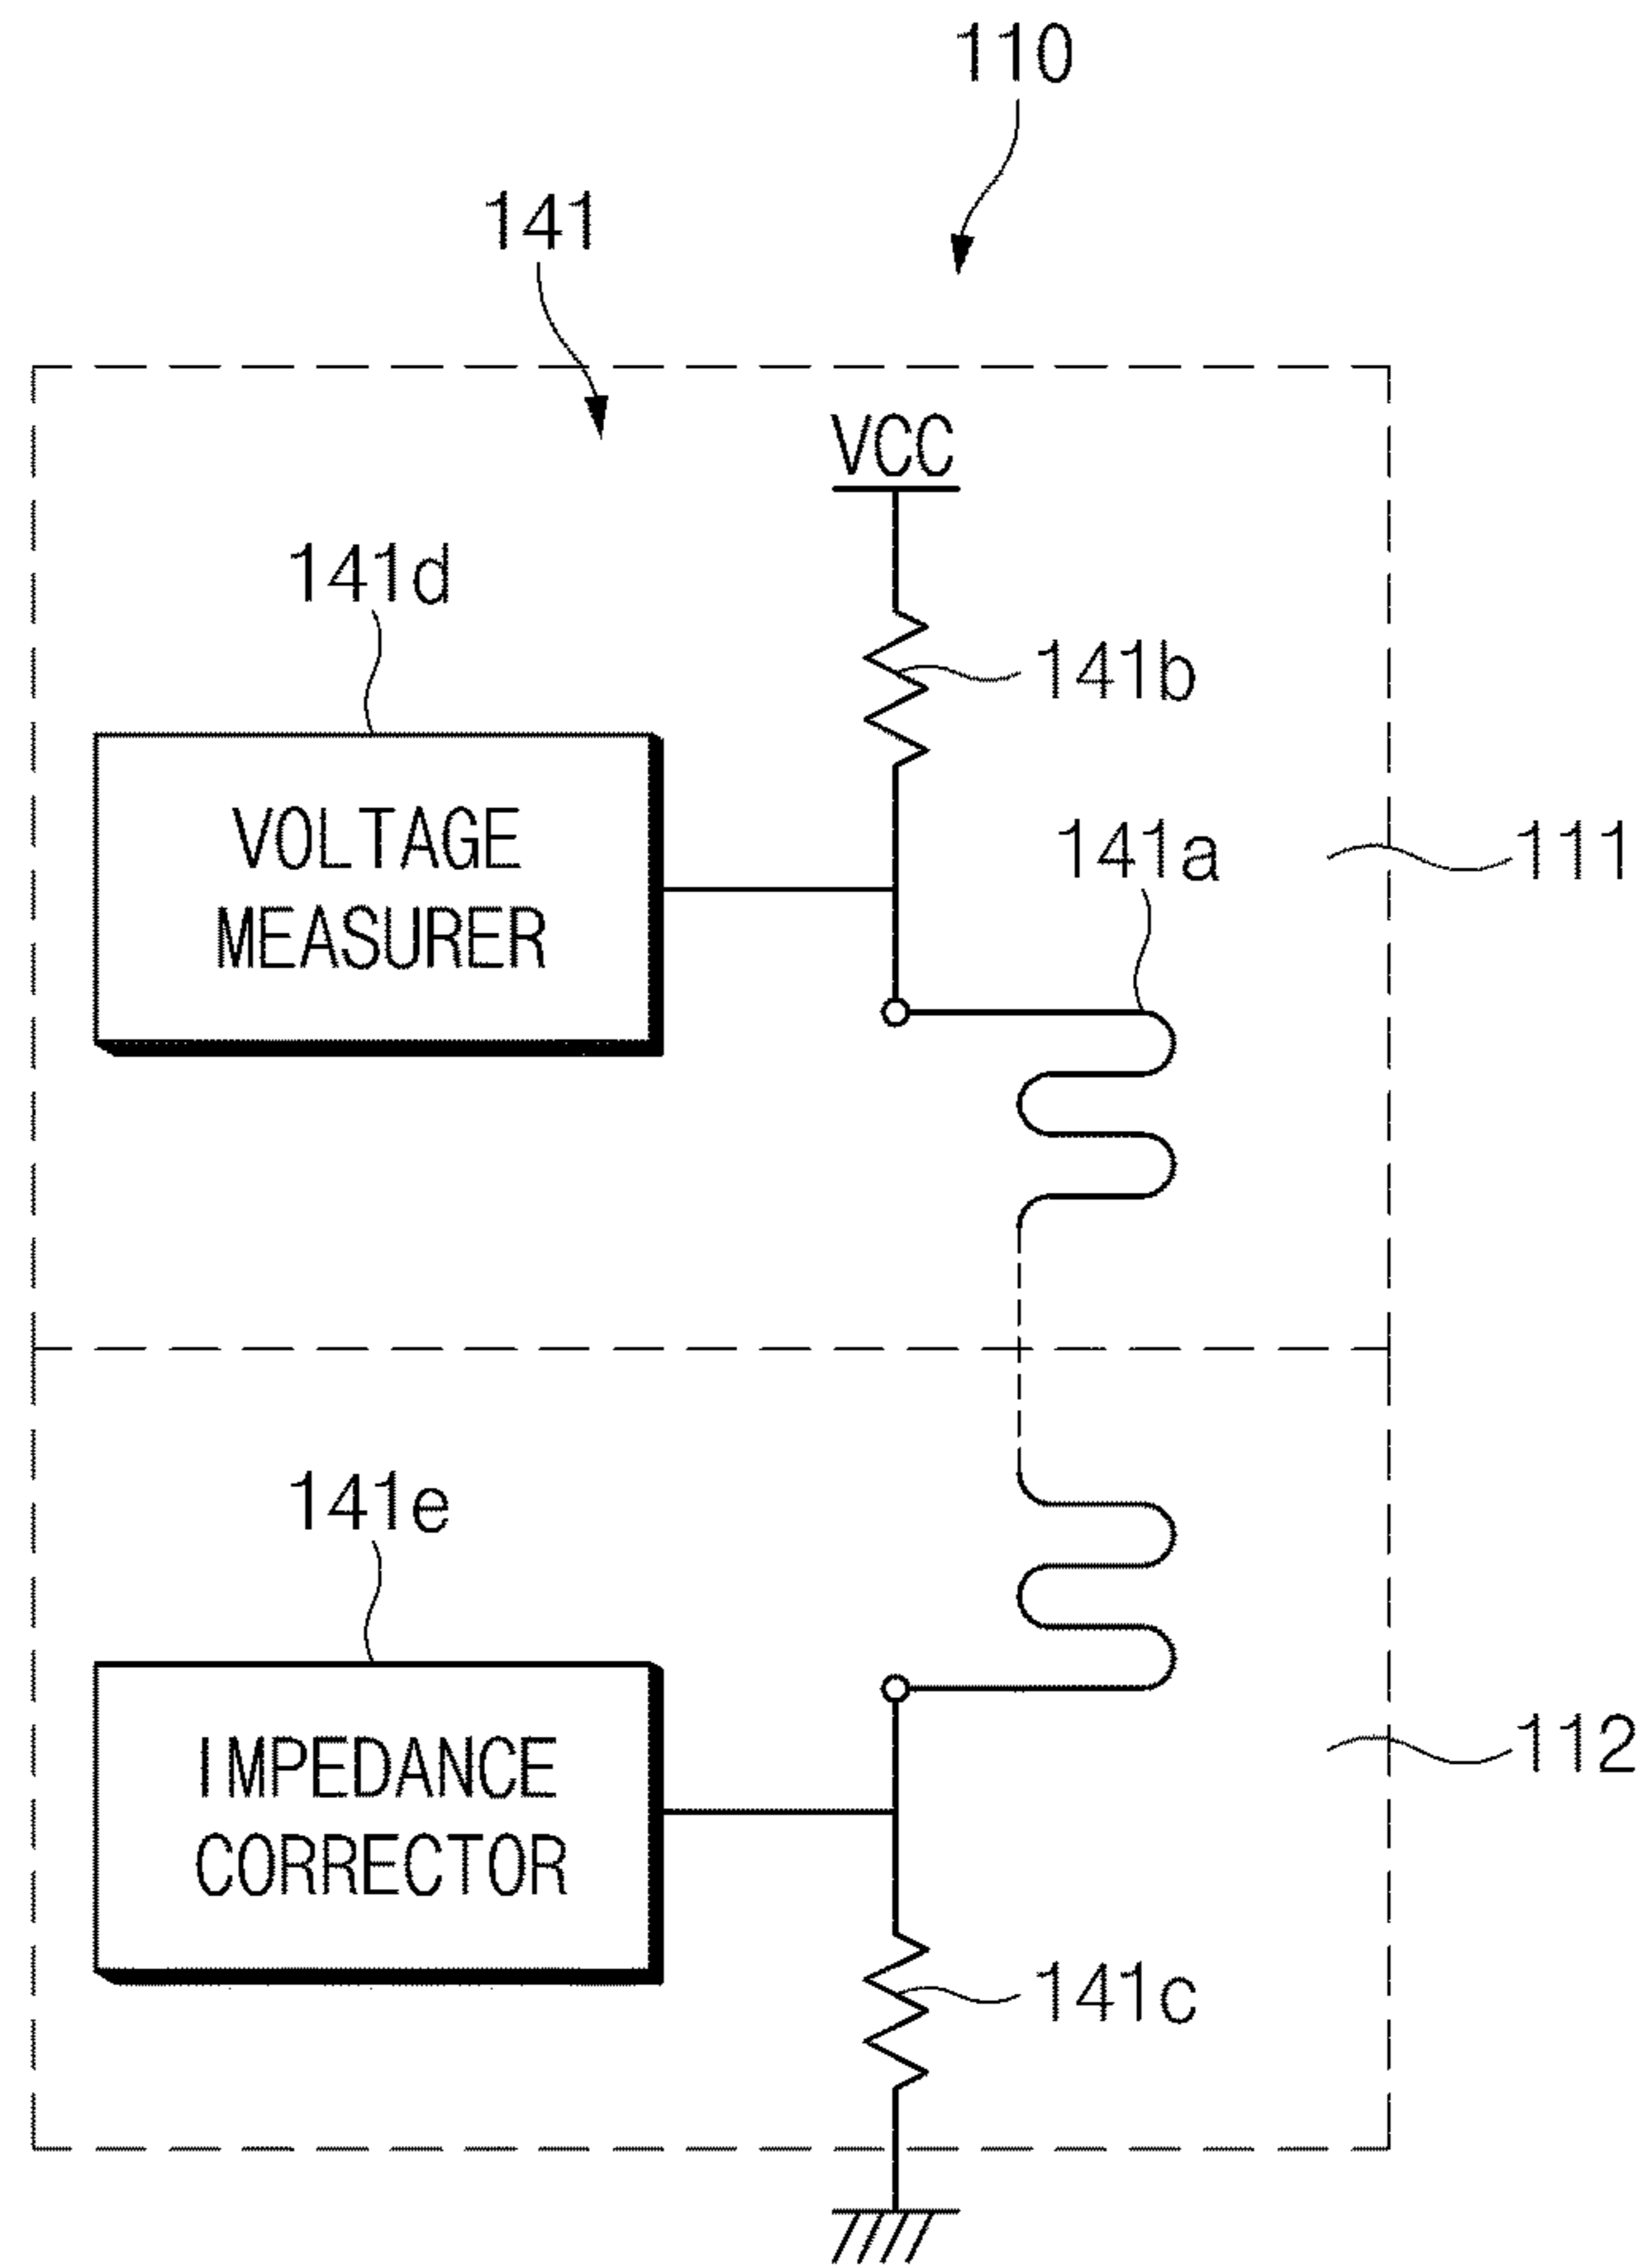 110
141
VCC
141d
141b
VOLTAGE
MEASURER
141a
111
141e
IMPEDANCE
CORRECTOR
112
141c